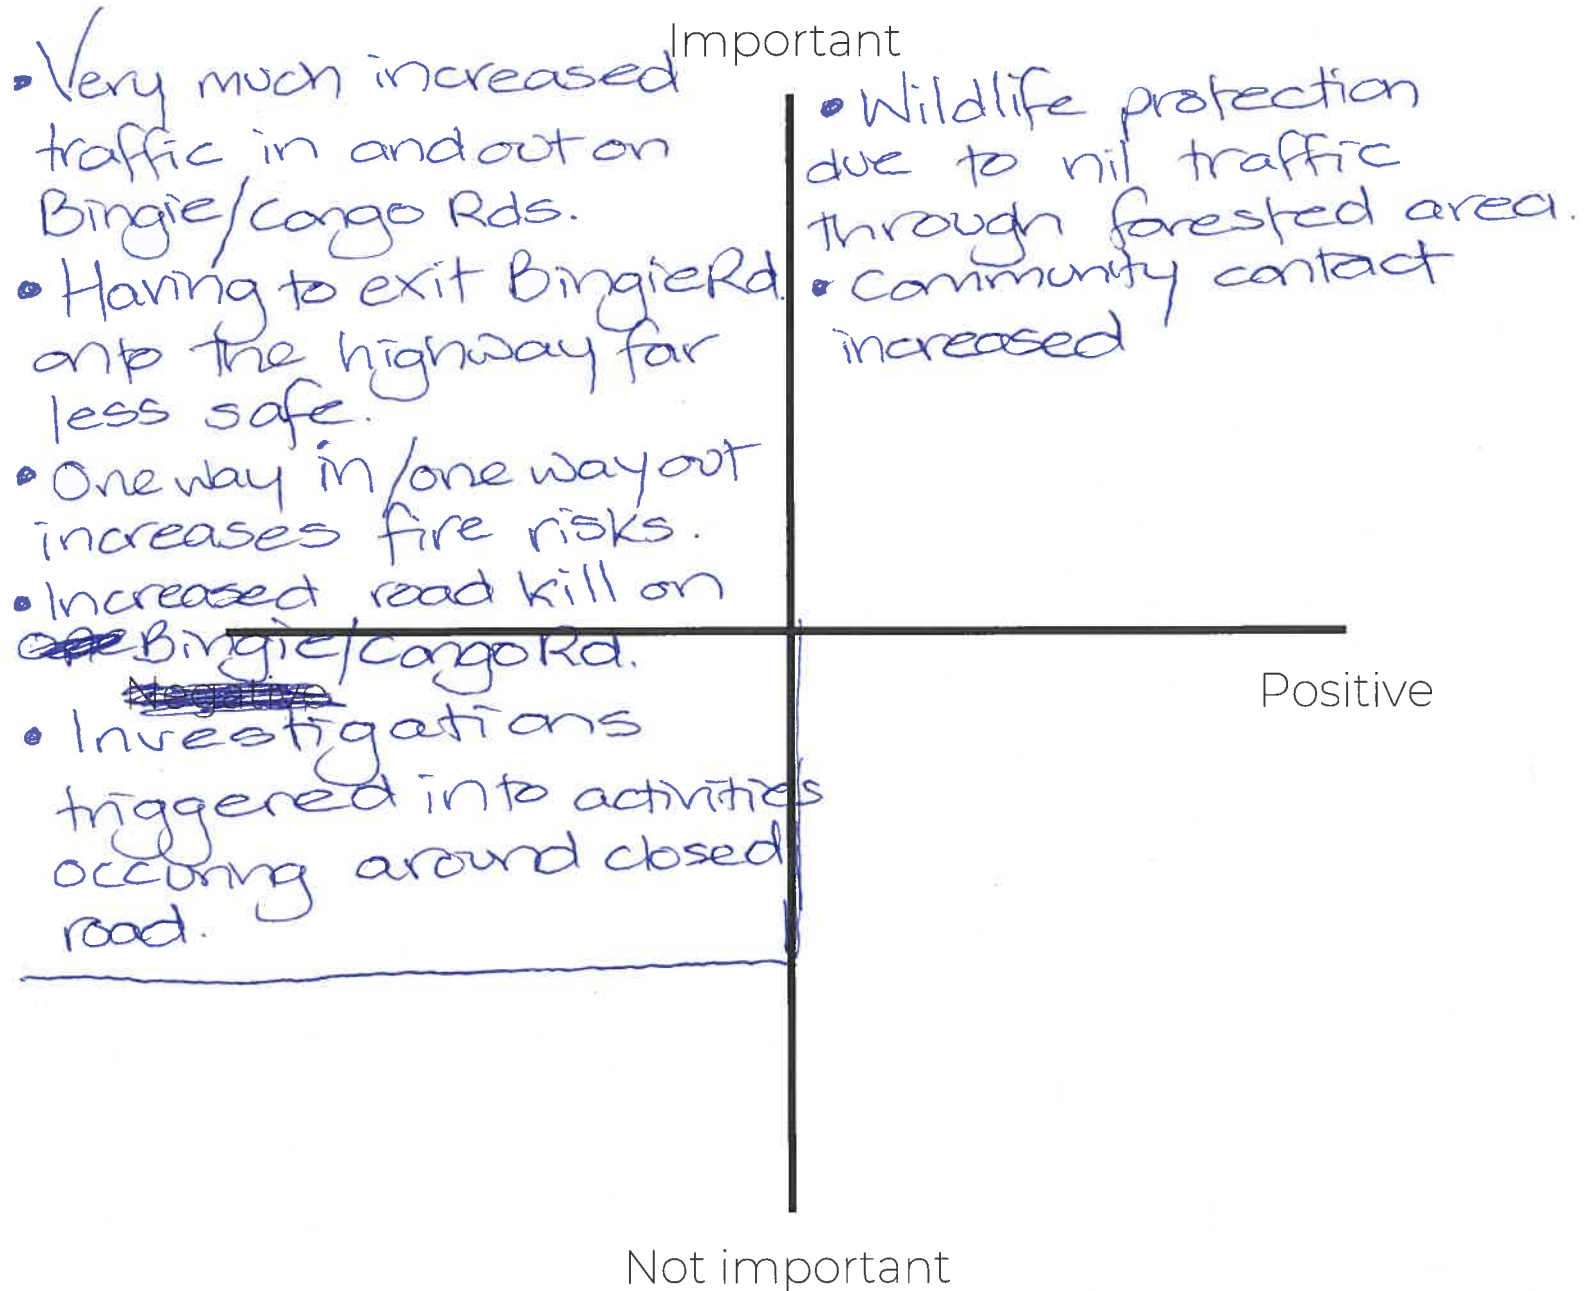 Important
• Very much increased
traffic in and out on
Bingie/Congo Rds.
• Having to exit Bingie Rd.
onto the highway far
less safe.
• One way in/one way out
increases fire risks.
• Increased road kill on
Bingie/Congo Rd.
Negative
• Investigations
triggered into activities
occuring around closed
road.
• Wildlife protection
due to nil traffic
through forested area.
• Community contact
increased
Positive
Not important